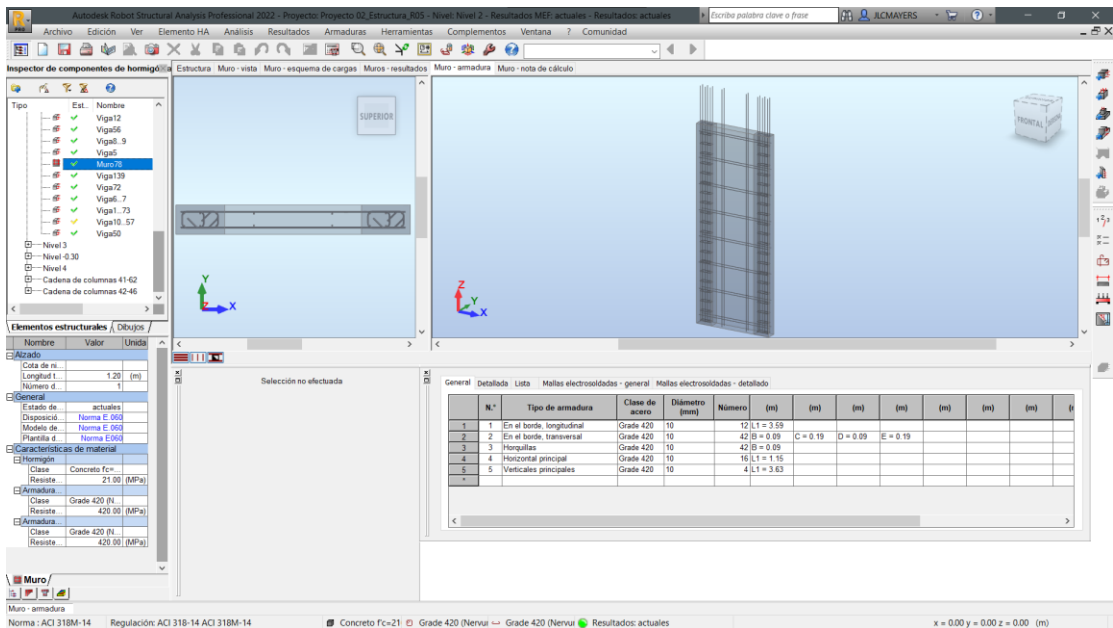 Autodesk Robot Structural Analysis Professional 2022 - Proyecto: Proyecto 02_Estructura_R05 - Nivel: Nivel 2 - Resultados MEF: actuales - Resultados: actuales
Escriba palabra clave o frase
JLCMAYERS
PRO
Archivo Edición Ver Elemento HA Análisis Resultados Armaduras Herramientas Complementos Ventana ? Comunidad
Inspector de componentes de hormigó
Estructura Muro - vista Muro - esquema de cargas Muros - resultados Muro - armadura Muro - nota de cálculo
Tipo Est.. Nombre
Viga12
Viga56
Viga8..9
Viga5
Muro78
Viga139
Viga72
Viga6..7
Viga1..73
Viga10..57
Viga50
Nivel 3
Nivel -0.30
Nivel 4
Cadena de columnas 41-62
Cadena de columnas 42-46
Elementos estructurales Dibujos
SUPERIOR
Y
Z X
FRONTAL
Z
Y
X
Nombre Valor Unida
Alzado
Cota de ni...
Longitud t... 1.20 (m)
Número d... 1
General
Estado de... actuales
Disposició... Norma E.060
Modelo de... Norma E.060
Plantilla d... Norma E060
Características de material
Hormigón
Clase Concreto fc=...
Resiste... 21.00 (MPa)
Armadura...
Clase Grade 420 (N...
Resiste... 420.00 (MPa)
Armadura...
Clase Grade 420 (N...
Resiste... 420.00 (MPa)
Muro
Selección no efectuada
General Detallada Lista Mallas electrosoldadas - general Mallas electrosoldadas - detallado
N.° Tipo de armadura Clase de acero Diámetro (mm) Número (m) (m) (m) (m) (m) (m) (m)
1 1 En el borde, longitudinal Grade 420 10 12 L1 = 3.59
2 2 En el borde, transversal Grade 420 10 42 B = 0.09 C = 0.19 D = 0.09 E = 0.19
3 3 Horquillas Grade 420 10 42 B = 0.09
4 4 Horizontal principal Grade 420 10 16 L1 = 1.15
5 5 Verticales principales Grade 420 10 4 L1 = 3.63
*
Muro - armadura
Norma : ACI 318M-14 Regulación: ACI 318-14 ACI 318M-14 Concreto f'c=21 Grade 420 (Nervui Grade 420 (Nervui Resultados: actuales x = 0.00 y = 0.00 z = 0.00 (m)